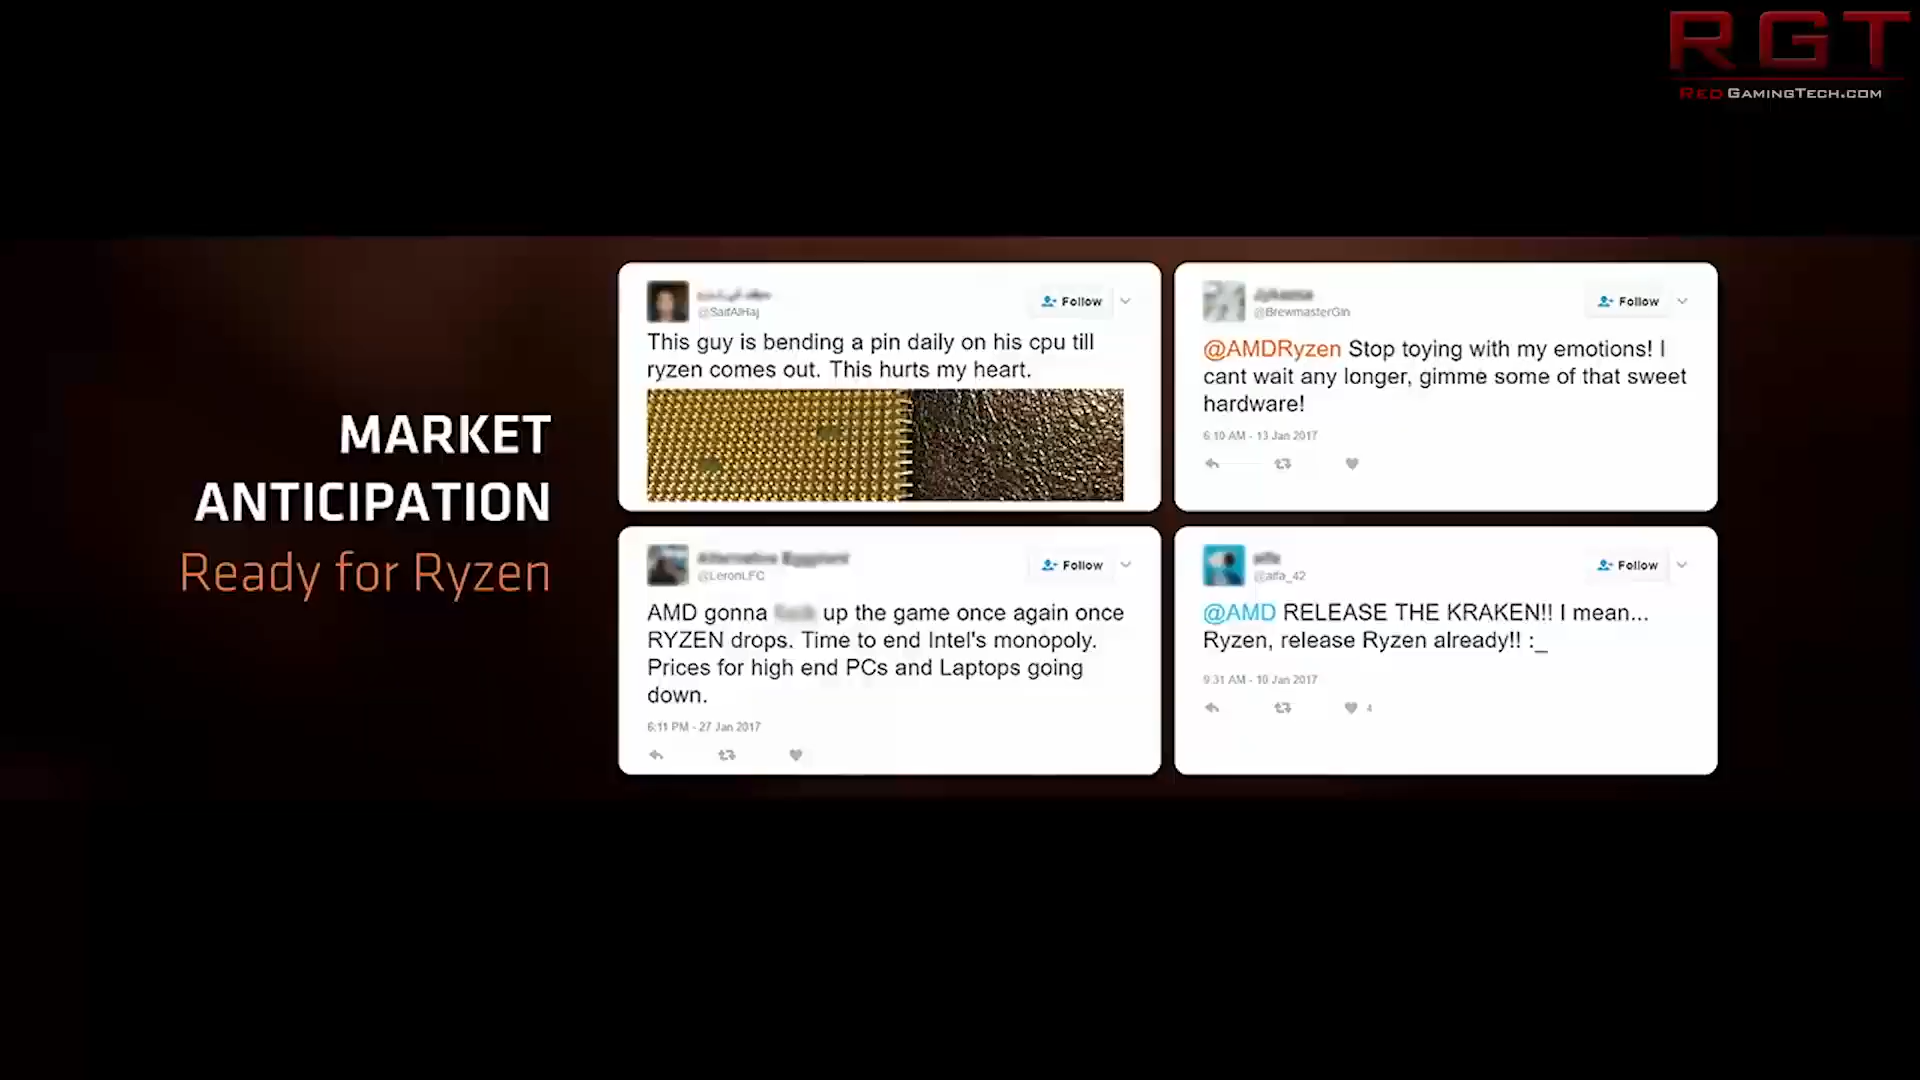 RGT
RED GAMINGTECH.COM
MARKET
ANTICIPATION
Ready for Ryzen
@SaifAlHaj
Follow
This guy is bending a pin daily on his cpu till
ryzen comes out. This hurts my heart.
@BrewmasterGin
Follow
@AMDRyzen Stop toying with my emotions! I
cant wait any longer, gimme some of that sweet
hardware!
6:10 AM - 13 Jan 2017
@LeronLFC
Follow
AMD gonna up the game once again once
RYZEN drops. Time to end Intel's monopoly.
Prices for high end PCs and Laptops going
down.
6:11 PM - 27 Jan 2017
@alfa_42
Follow
@AMD RELEASE THE KRAKEN!! I mean...
Ryzen, release Ryzen already!! :_
9:31 AM - 10 Jan 2017
4